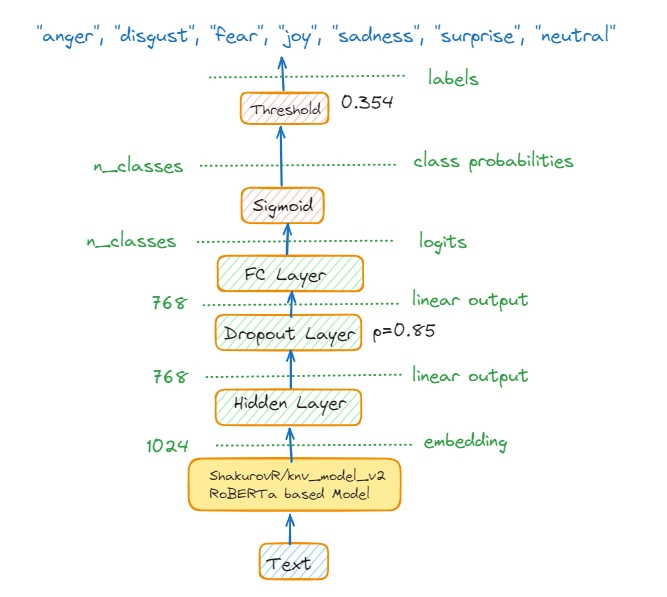 "anger", "disgust", "fear", "joy", "sadness", "surprise", "neutral"
labels
Threshold
0.354
n_classes
class probabilities
Sigmoid
n_classes
logits
FC Layer
768
linear output
Dropout Layer
p=0.85
768
linear output
Hidden Layer
1024
embedding
ShakurovR/knv_model_v2
RoBERTa based Model
Text